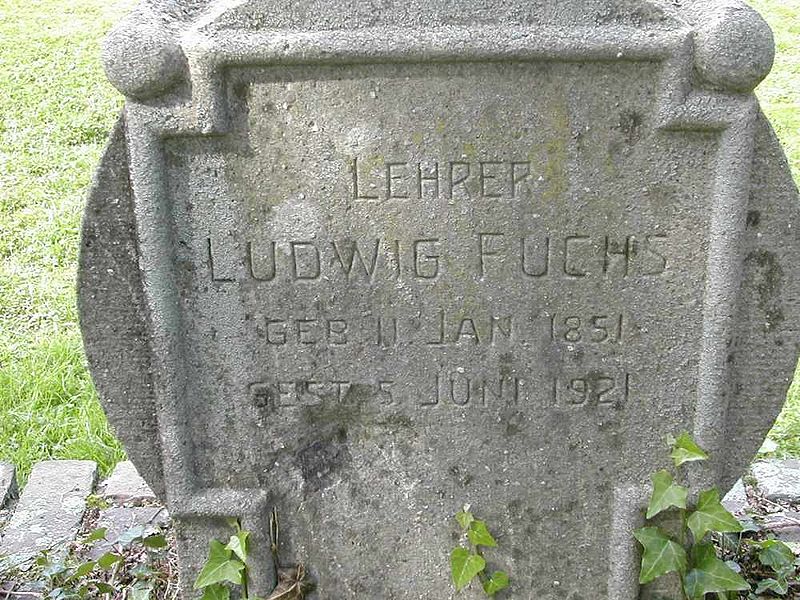 LEHRER
LUDWIG FUCHS
GEB 11 JAN 1851
GEST 5 JUNI 1921